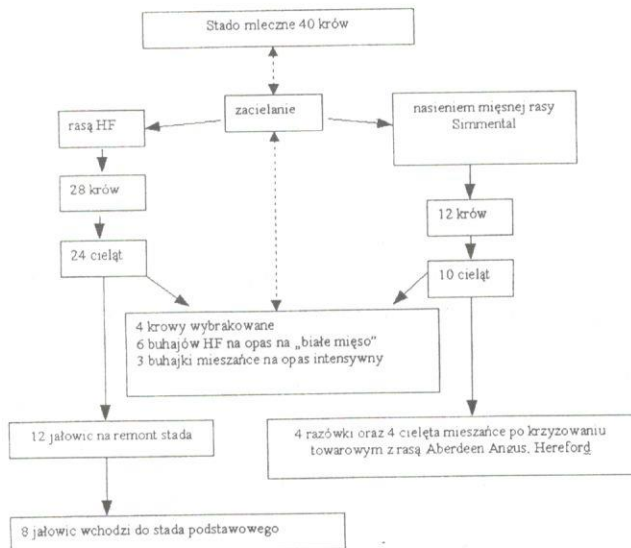 Stado mleczne 40 krów
zacielanie
rasą HF
nasieniem mięsnej rasy
Simmental
28 krów
12 krów
24 cieląt
10 cieląt
4 krowy wybrakowane
6 buhajów HF na opas na „białe mięso"
3 buhajki mieszańce na opas intensywny
12 jałowic na remont stada
4 razówki oraz 4 cielęta mieszańce po krzyżowaniu
towarowym z rasą Aberdeen Angus, Hereford
8 jałowic wchodzi do stada podstawowego